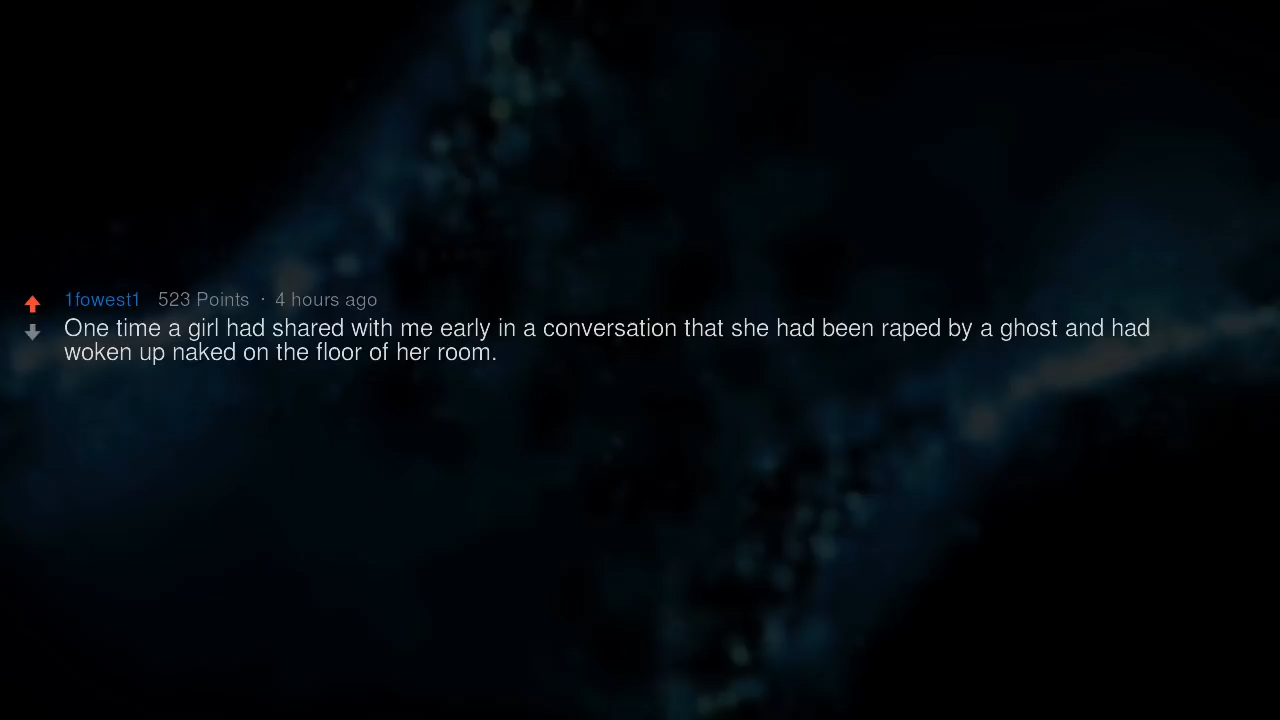 1fowest1 523 Points · 4 hours ago
One time a girl had shared with me early in a conversation that she had been raped by a ghost and had
woken up naked on the floor of her room.